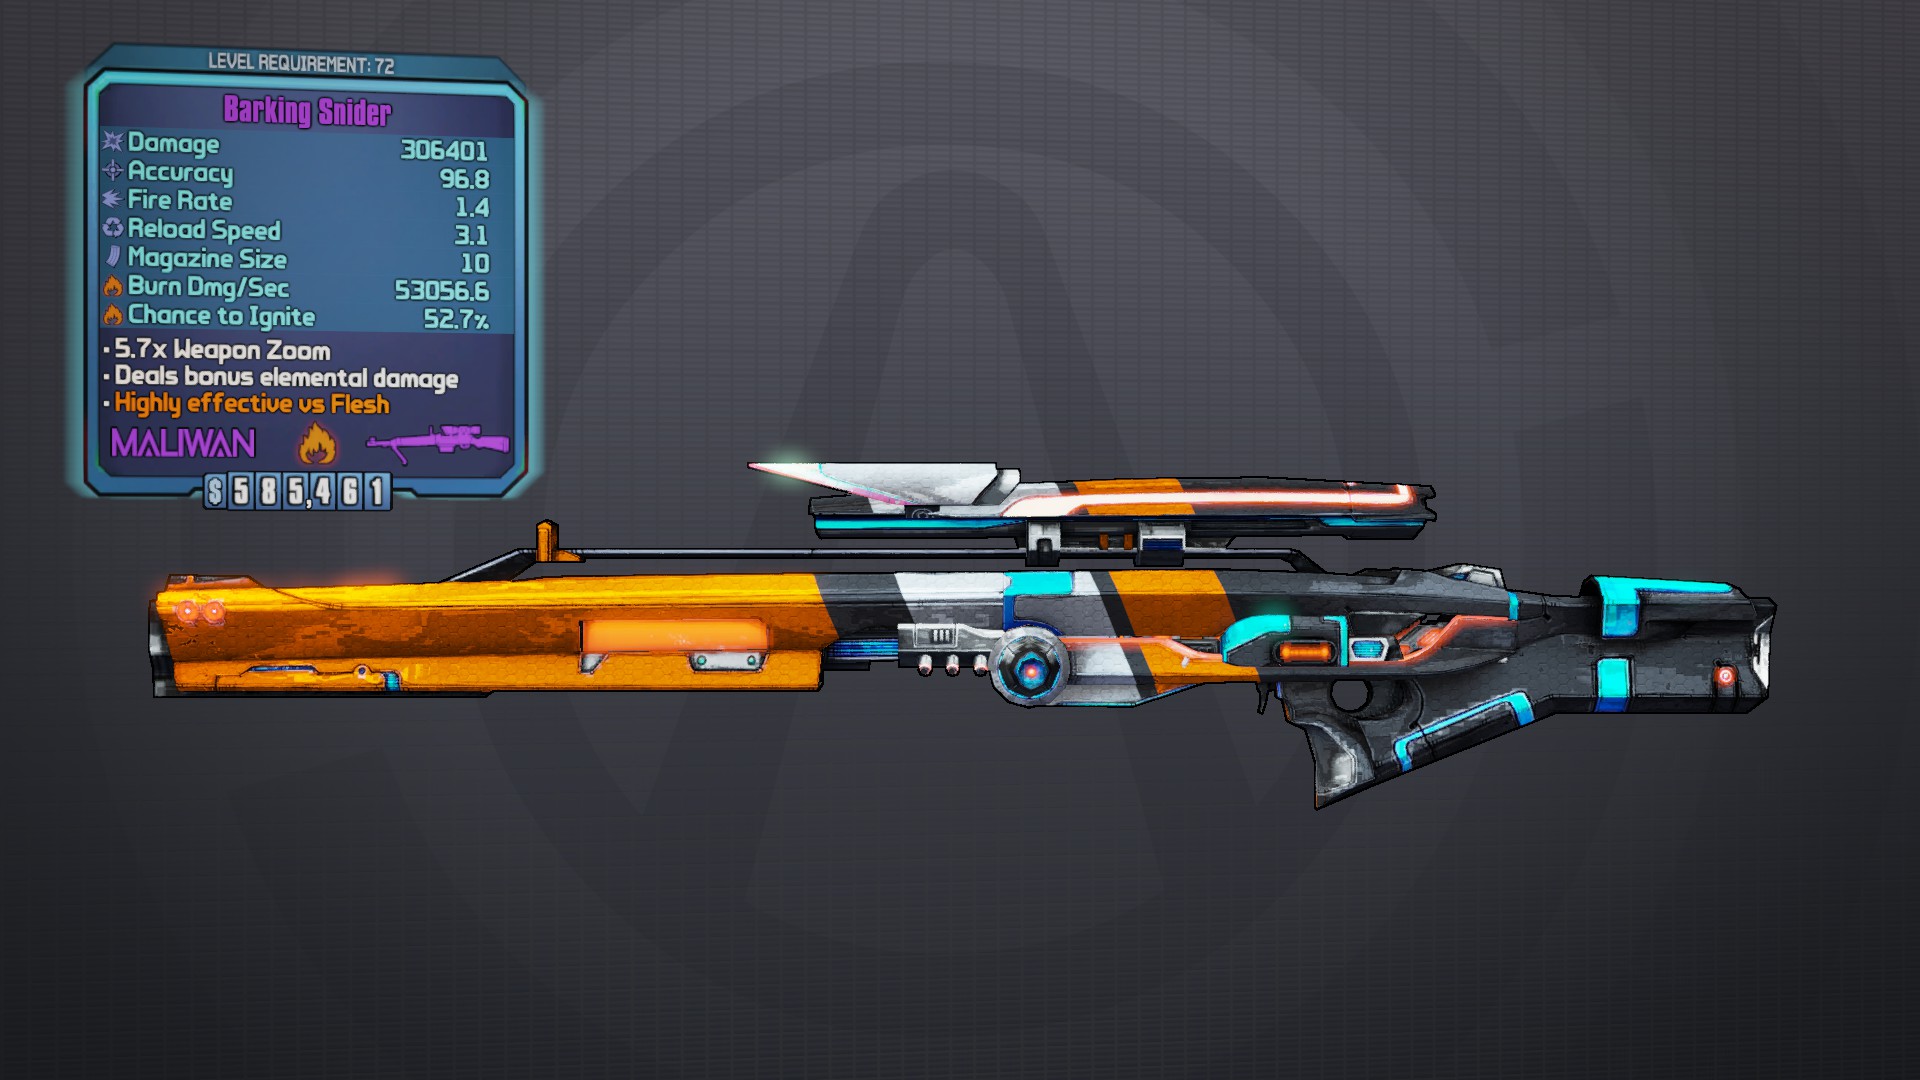 LEVEL REQUIREMENT: 72
Barking Snider
Damage 306401
Accuracy 96.8
Fire Rate 1.4
Reload Speed 3.1
Magazine Size 10
Burn Dmg/Sec 53056.6
Chance to Ignite 52.7%
· 5.7x Weapon Zoom
· Deals bonus elemental damage
· Highly effective vs Flesh
MALIWAN
$585,461